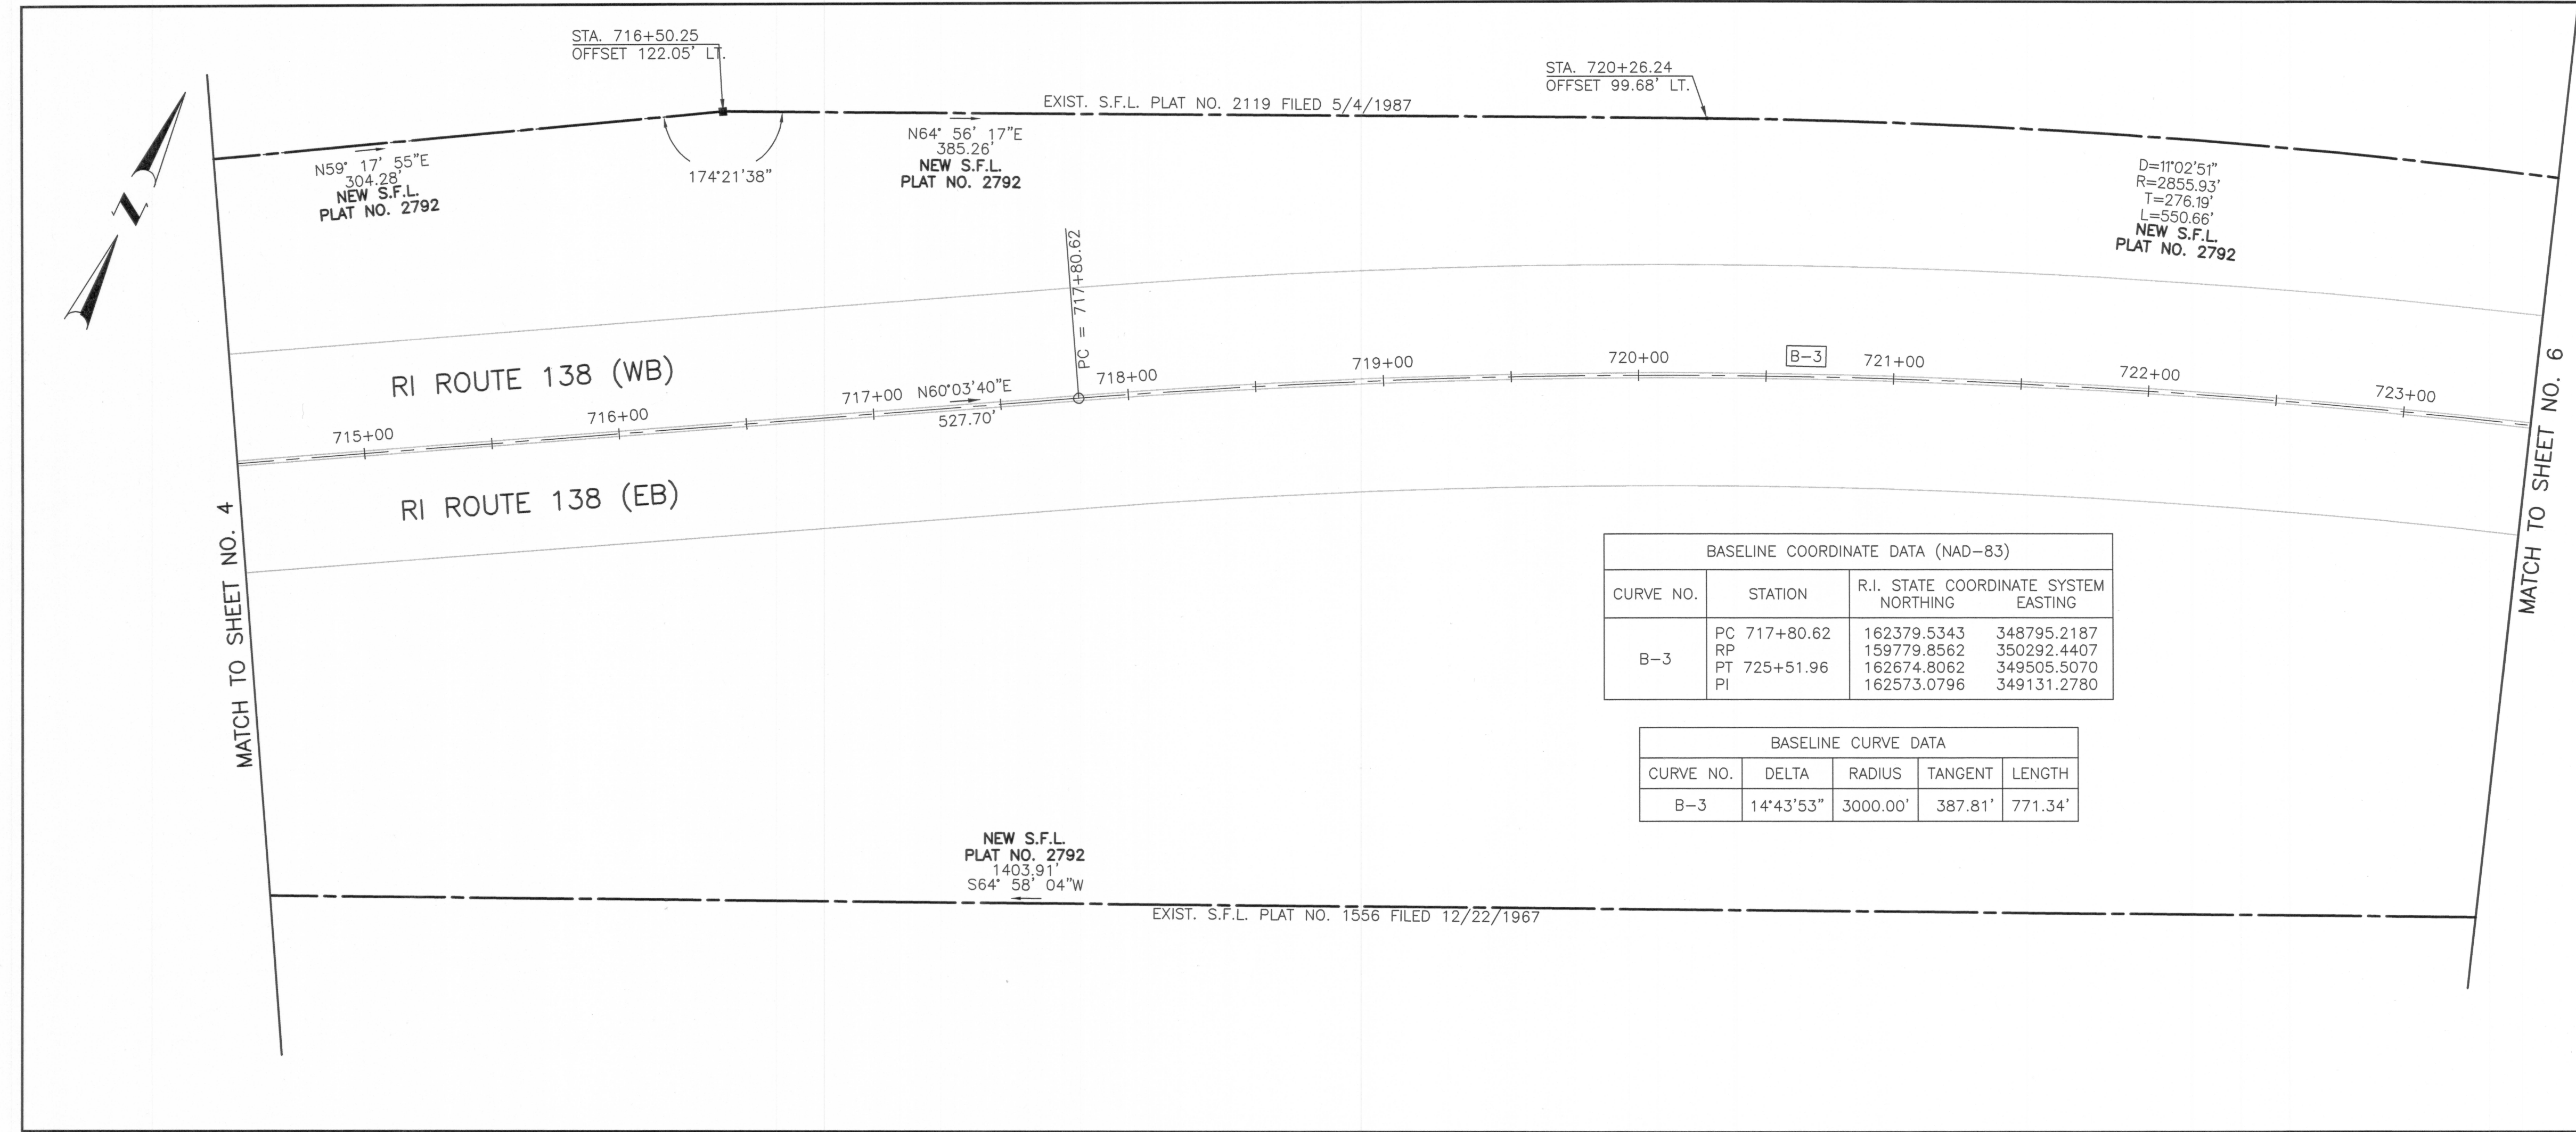 STA. 716+50.25
OFFSET 122.05' LT.
STA. 720+26.24
OFFSET 99.68' LT.
EXIST. S.F.L. PLAT NO. 2119 FILED 5/4/1987
N59° 17' 55"E
304.28'
NEW S.F.L.
PLAT NO. 2792
174°21'38"
N64° 56' 17"E
385.26'
NEW S.F.L.
PLAT NO. 2792
D=11°02'51"
R=2855.93'
T=276.19'
L=550.66'
NEW S.F.L.
PLAT NO. 2792
N
PC = 717+80.62
RI ROUTE 138 (WB)
715+00
716+00
717+00
N60°03'40"E
527.70'
718+00
719+00
720+00
B-3
721+00
722+00
723+00
RI ROUTE 138 (EB)
MATCH TO SHEET NO. 4
MATCH TO SHEET NO. 6
BASELINE COORDINATE DATA (NAD-83)
CURVE NO. STATION R.I. STATE COORDINATE SYSTEM
NORTHING EASTING
B-3
PC 717+80.62 162379.5343 348795.2187
RP 159779.8562 350292.4407
PT 725+51.96 162674.8062 349505.5070
PI 162573.0796 349131.2780
BASELINE CURVE DATA
CURVE NO. DELTA RADIUS TANGENT LENGTH
B-3 14°43'53" 3000.00' 387.81' 771.34'
NEW S.F.L.
PLAT NO. 2792
1403.91'
S64° 58' 04"W
EXIST. S.F.L. PLAT NO. 1556 FILED 12/22/1967